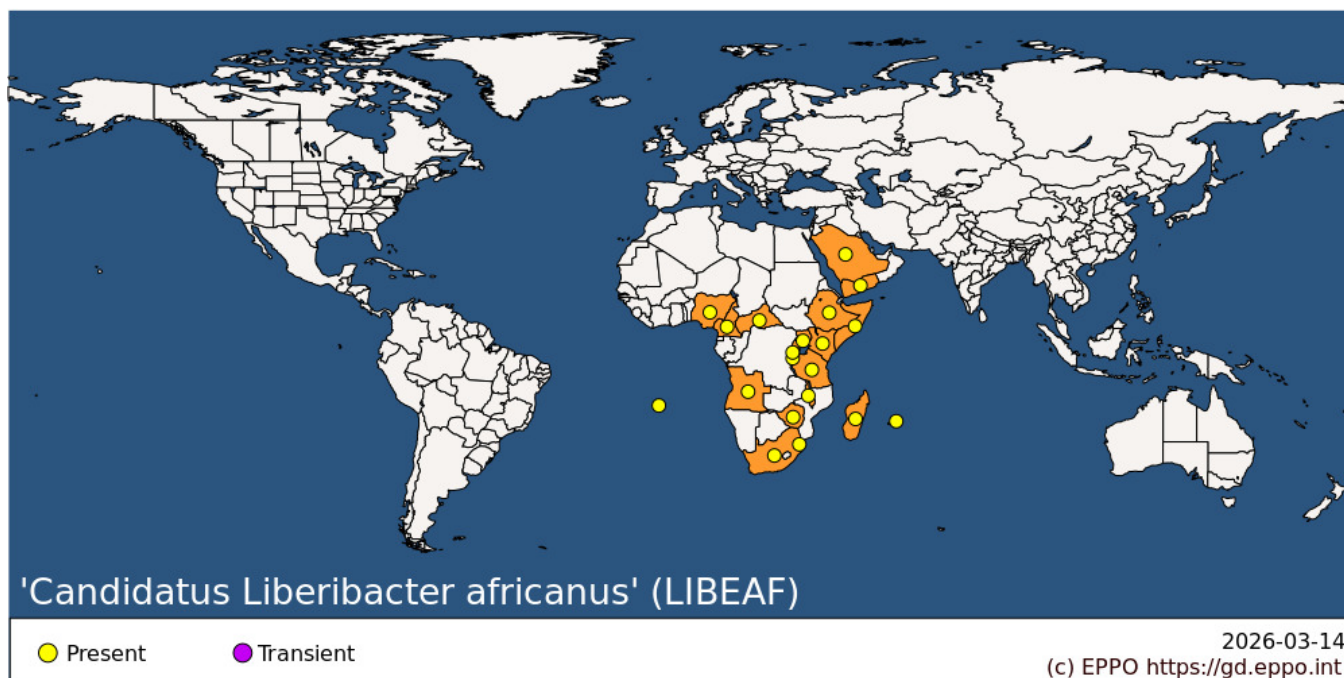 'Candidatus Liberibacter africanus' (LIBEAF)
Present
Transient
2026-03-14
(c) EPPO https://gd.eppo.int